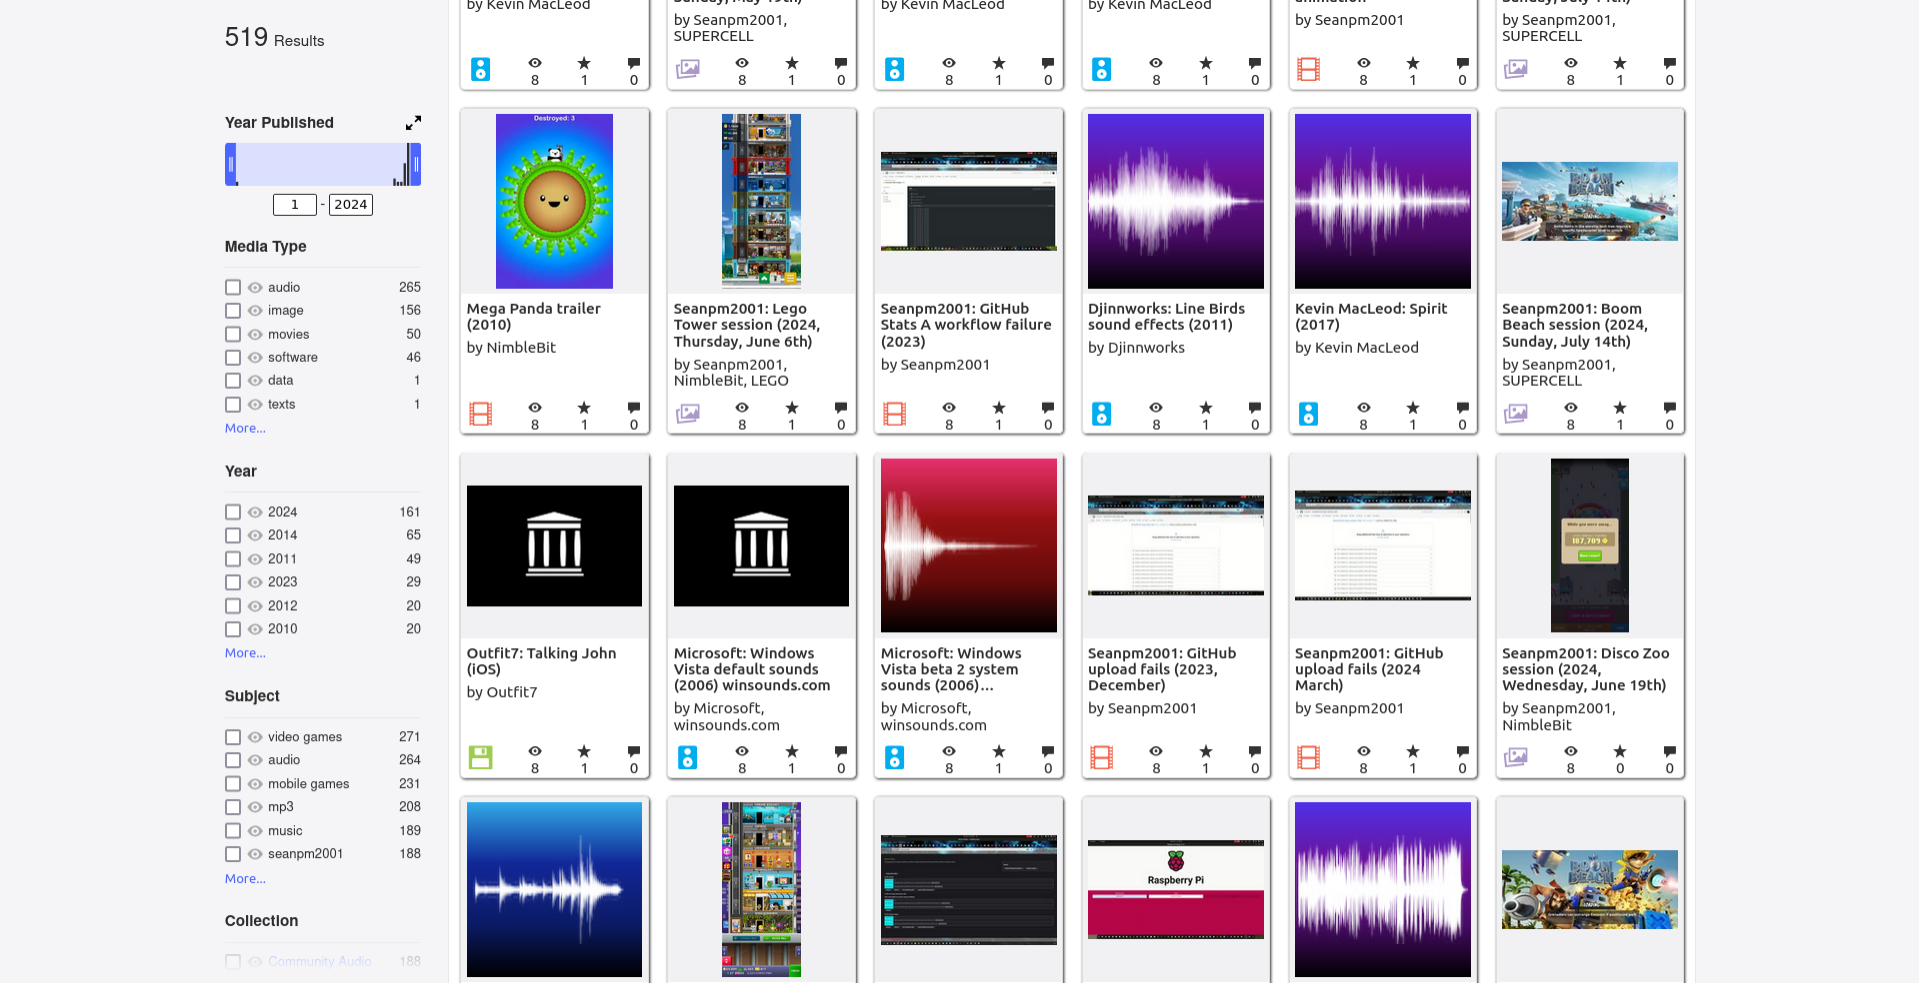 519 Results
Year Published
1 - 2024
Media Type
audio 265
image 156
movies 50
software 46
data 1
texts 1
More...
Year
2024 161
2014 65
2011 49
2023 29
2012 20
2010 20
More...
Subject
video games 271
audio 264
mobile games 231
mp3 208
music 189
seanpm2001 188
More...
Collection
Community Audio 188
by Kevin MacLeod
8 1 0
by Seanpm2001,
SUPERCELL
8 1 0
by Kevin MacLeod
8 1 0
by Kevin MacLeod
8 1 0
by Seanpm2001
8 1 0
by Seanpm2001,
SUPERCELL
8 1 0
Destroyed: 3
Mega Panda trailer
(2010)
by NimbleBit
8 1 0
Seanpm2001: Lego
Tower session (2024,
Thursday, June 6th)
by Seanpm2001,
NimbleBit, LEGO
8 1 0
Seanpm2001: GitHub
Stats A workflow failure
(2023)
by Seanpm2001
8 1 0
Djinnworks: Line Birds
sound effects (2011)
by Djinnworks
8 1 0
Kevin MacLeod: Spirit
(2017)
by Kevin MacLeod
8 1 0
BOOM
BEACH
Seanpm2001: Boom
Beach session (2024,
Sunday, July 14th)
by Seanpm2001,
SUPERCELL
8 1 0
Outfit7: Talking John
(iOS)
by Outfit7
8 1 0
Microsoft: Windows
Vista default sounds
(2006) winsounds.com
by Microsoft,
winsounds.com
8 1 0
Microsoft: Windows
Vista beta 2 system
sounds (2006)...
by Microsoft,
winsounds.com
8 1 0
Seanpm2001: GitHub
upload fails (2023,
December)
by Seanpm2001
8 1 0
Seanpm2001: GitHub
upload fails (2024
March)
by Seanpm2001
8 1 0
While you were away...
187,709
Seanpm2001: Disco Zoo
session (2024,
Wednesday, June 19th)
by Seanpm2001,
NimbleBit
8 0 0
Raspberry Pi
BOOM
BEACH